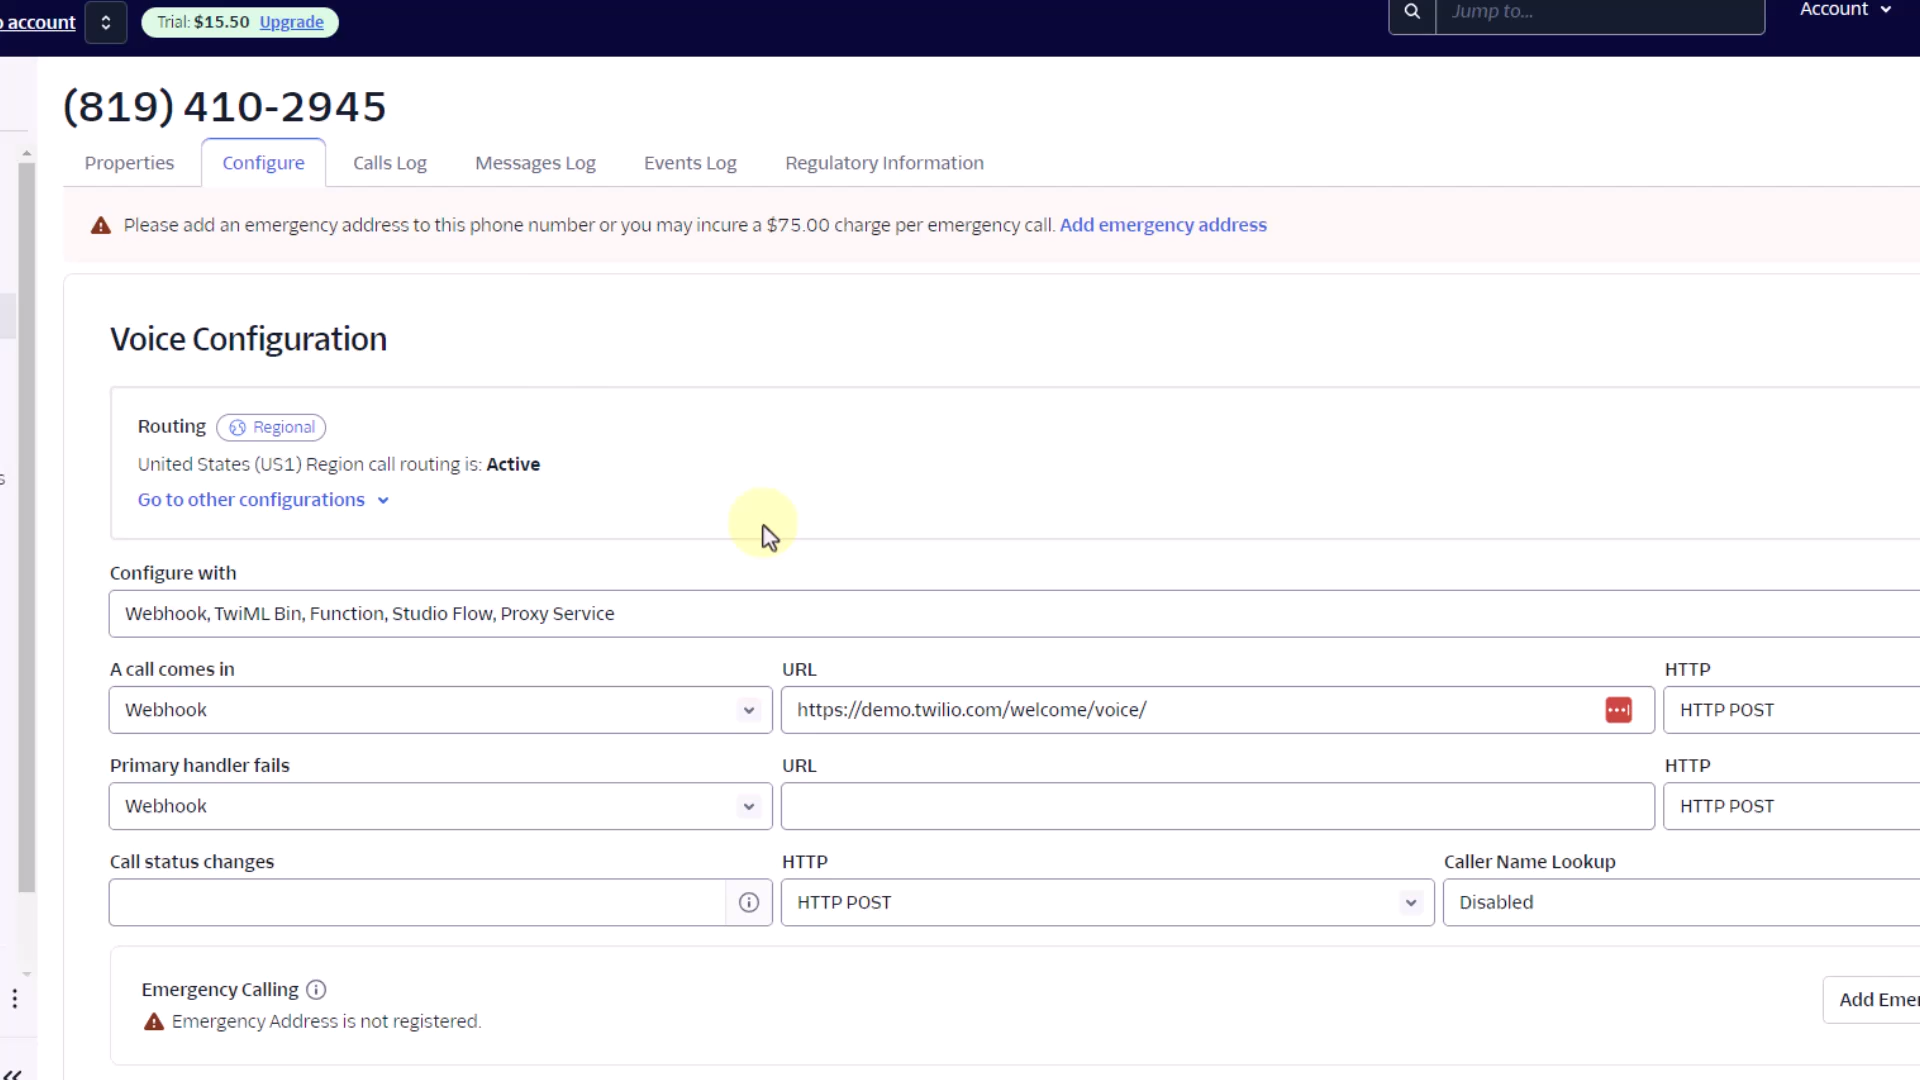 account
Trial: $15.50 Upgrade
Jump to...
Account
(819) 410-2945
Properties
Configure
Calls Log
Messages Log
Events Log
Regulatory Information
Please add an emergency address to this phone number or you may incure a $75.00 charge per emergency call. Add emergency address
Voice Configuration
Routing Regional
United States (US1) Region call routing is: Active
Go to other configurations
Configure with
Webhook, TwiML Bin, Function, Studio Flow, Proxy Service
A call comes in
URL
HTTP
Webhook
https://demo.twilio.com/welcome/voice/
HTTP POST
Primary handler fails
URL
HTTP
Webhook
HTTP POST
Call status changes
HTTP
Caller Name Lookup
HTTP POST
Disabled
Emergency Calling
Add Emer
Emergency Address is not registered.